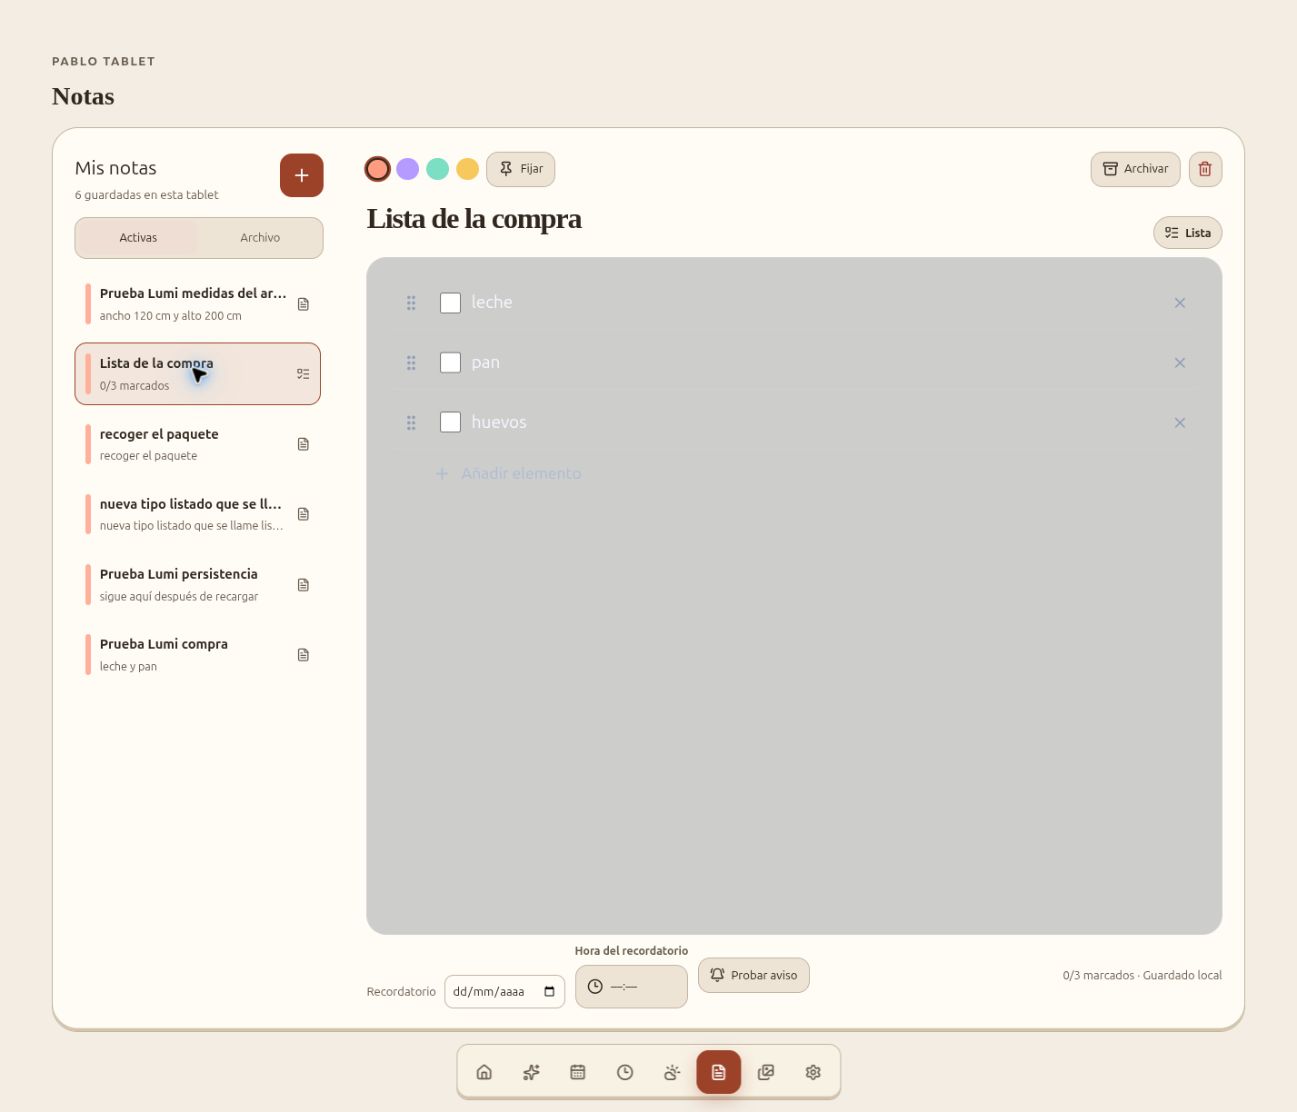 PABLO TABLET
Notas
Mis notas
6 guardadas en esta tablet
Activas
Archivo
Prueba Lumi medidas del ar...
ancho 120 cm y alto 200 cm
Lista de la compra
0/3 marcados
recoger el paquete
recoger el paquete
nueva tipo listado que se ll...
nueva tipo listado que se llame lis...
Prueba Lumi persistencia
sigue aquí después de recargar
Prueba Lumi compra
leche y pan
Fijar
Archivar
Lista de la compra
Lista
leche
pan
huevos
Añadir elemento
Hora del recordatorio
Recordatorio
dd/mm/aaaa
—:—
Probar aviso
0/3 marcados · Guardado local